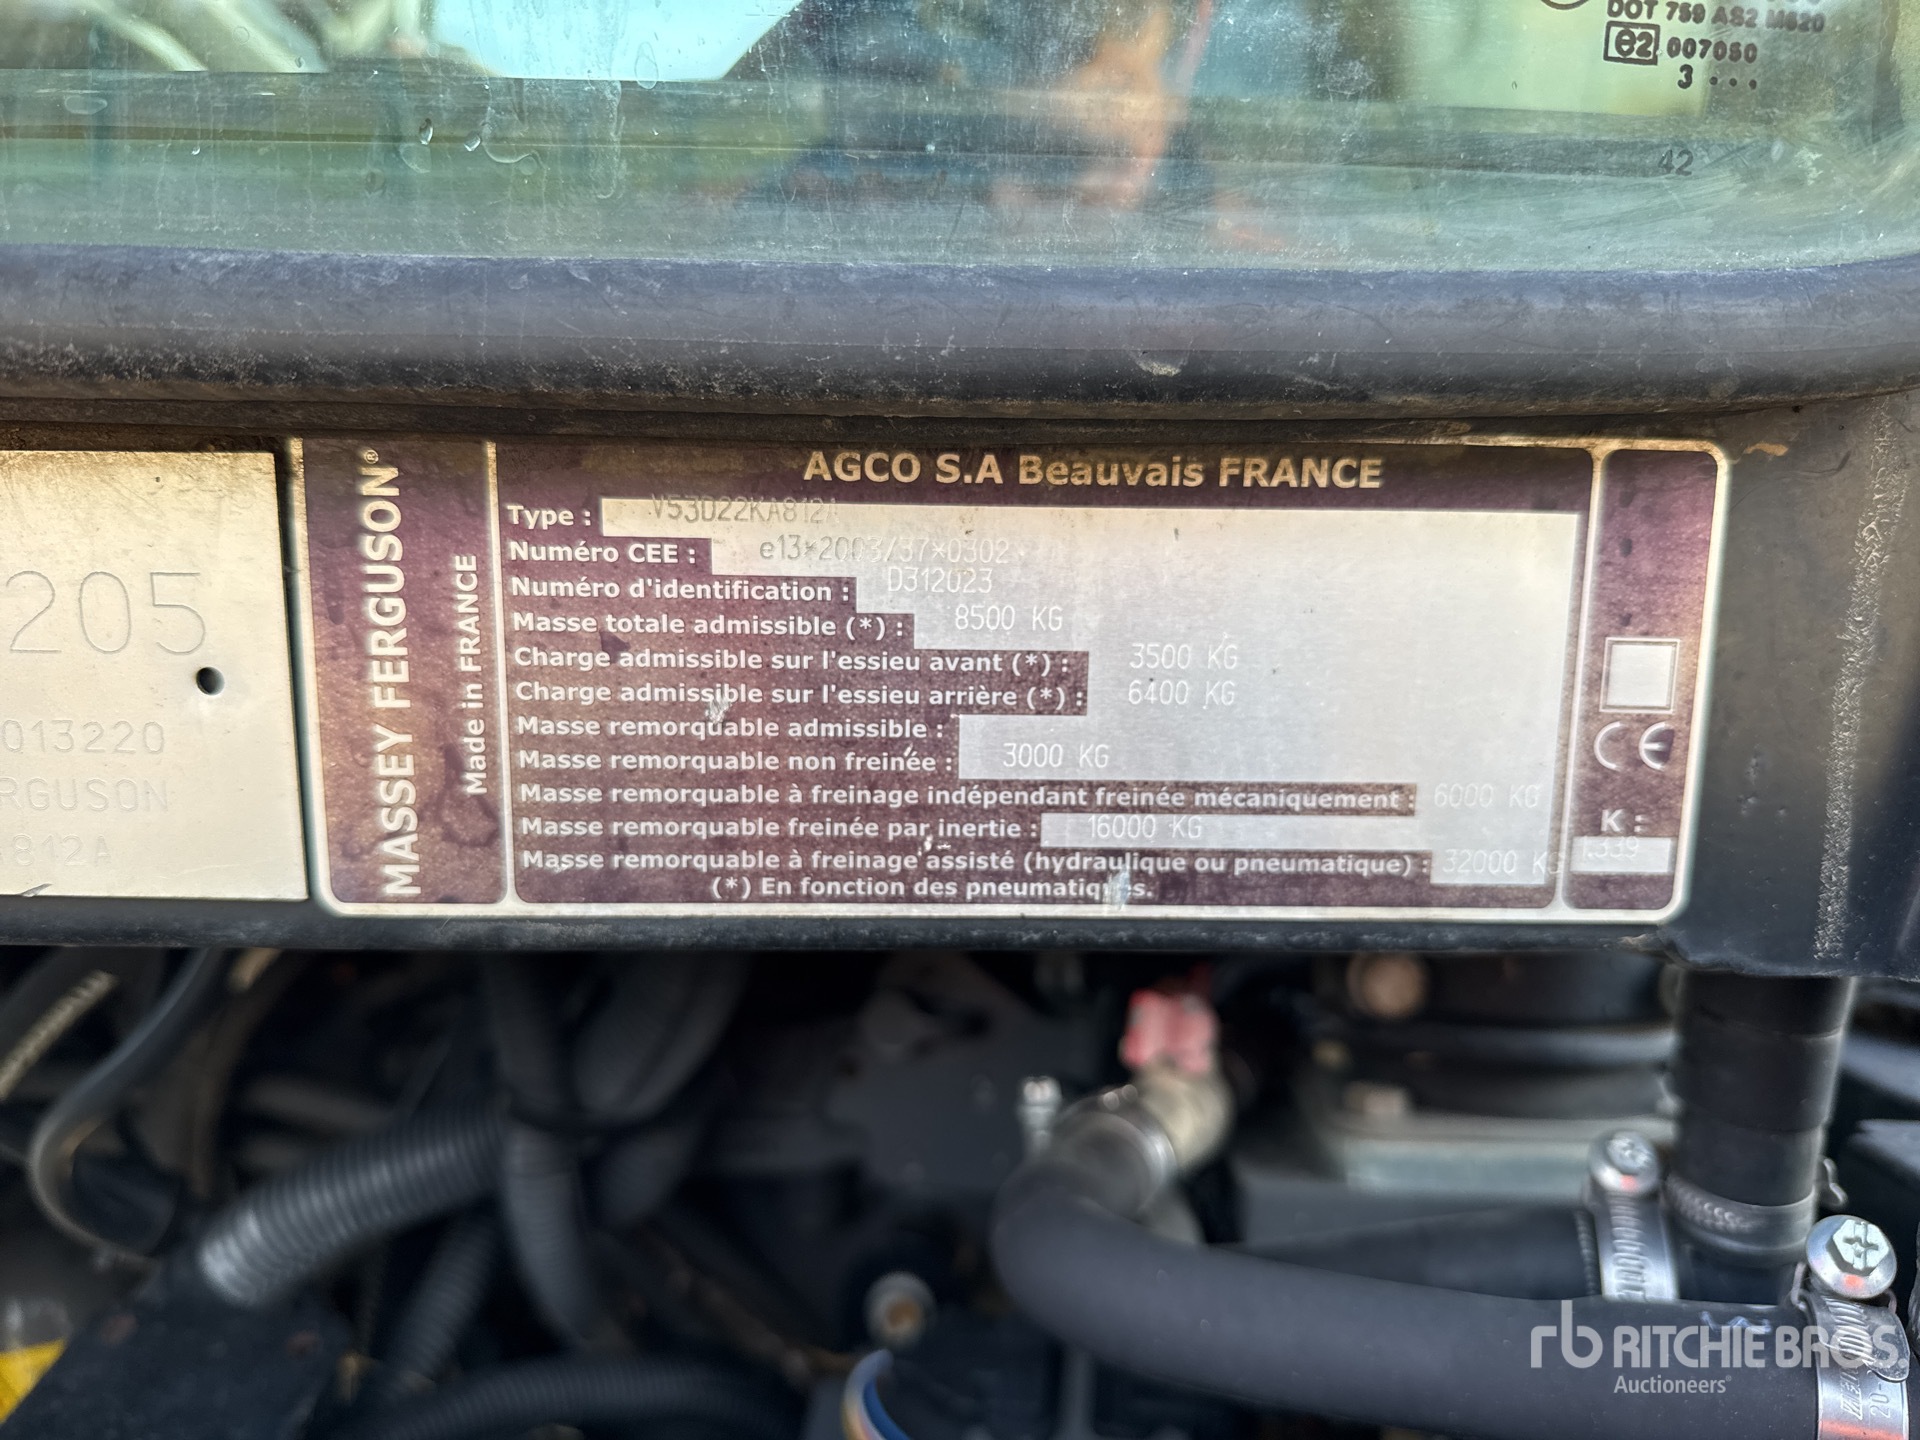 DOT 759 AS2 M620
e2 007050
3 . . .
42
205
013220
RGUSON
812A
MASSEY FERGUSON®
Made in FRANCE
AGCO S.A Beauvais FRANCE
Type : V53D22KA812A
Numéro CEE : e13*2003/37*0302*
Numéro d'identification : D312023
Masse totale admissible (*) : 8500 KG
Charge admissible sur l'essieu avant (*) : 3500 KG
Charge admissible sur l'essieu arrière (*) : 6400 KG
Masse remorquable admissible :
Masse remorquable non freinée : 3000 KG
Masse remorquable à freinage indépendant freinée mécaniquement : 6000 KG
Masse remorquable freinée par inertie : 16000 KG
Masse remorquable à freinage assisté (hydraulique ou pneumatique) : 32000 KG
(*) En fonction des pneumatiques.
CE
K :
1.339
rb RITCHIE BROS.
Auctioneers®